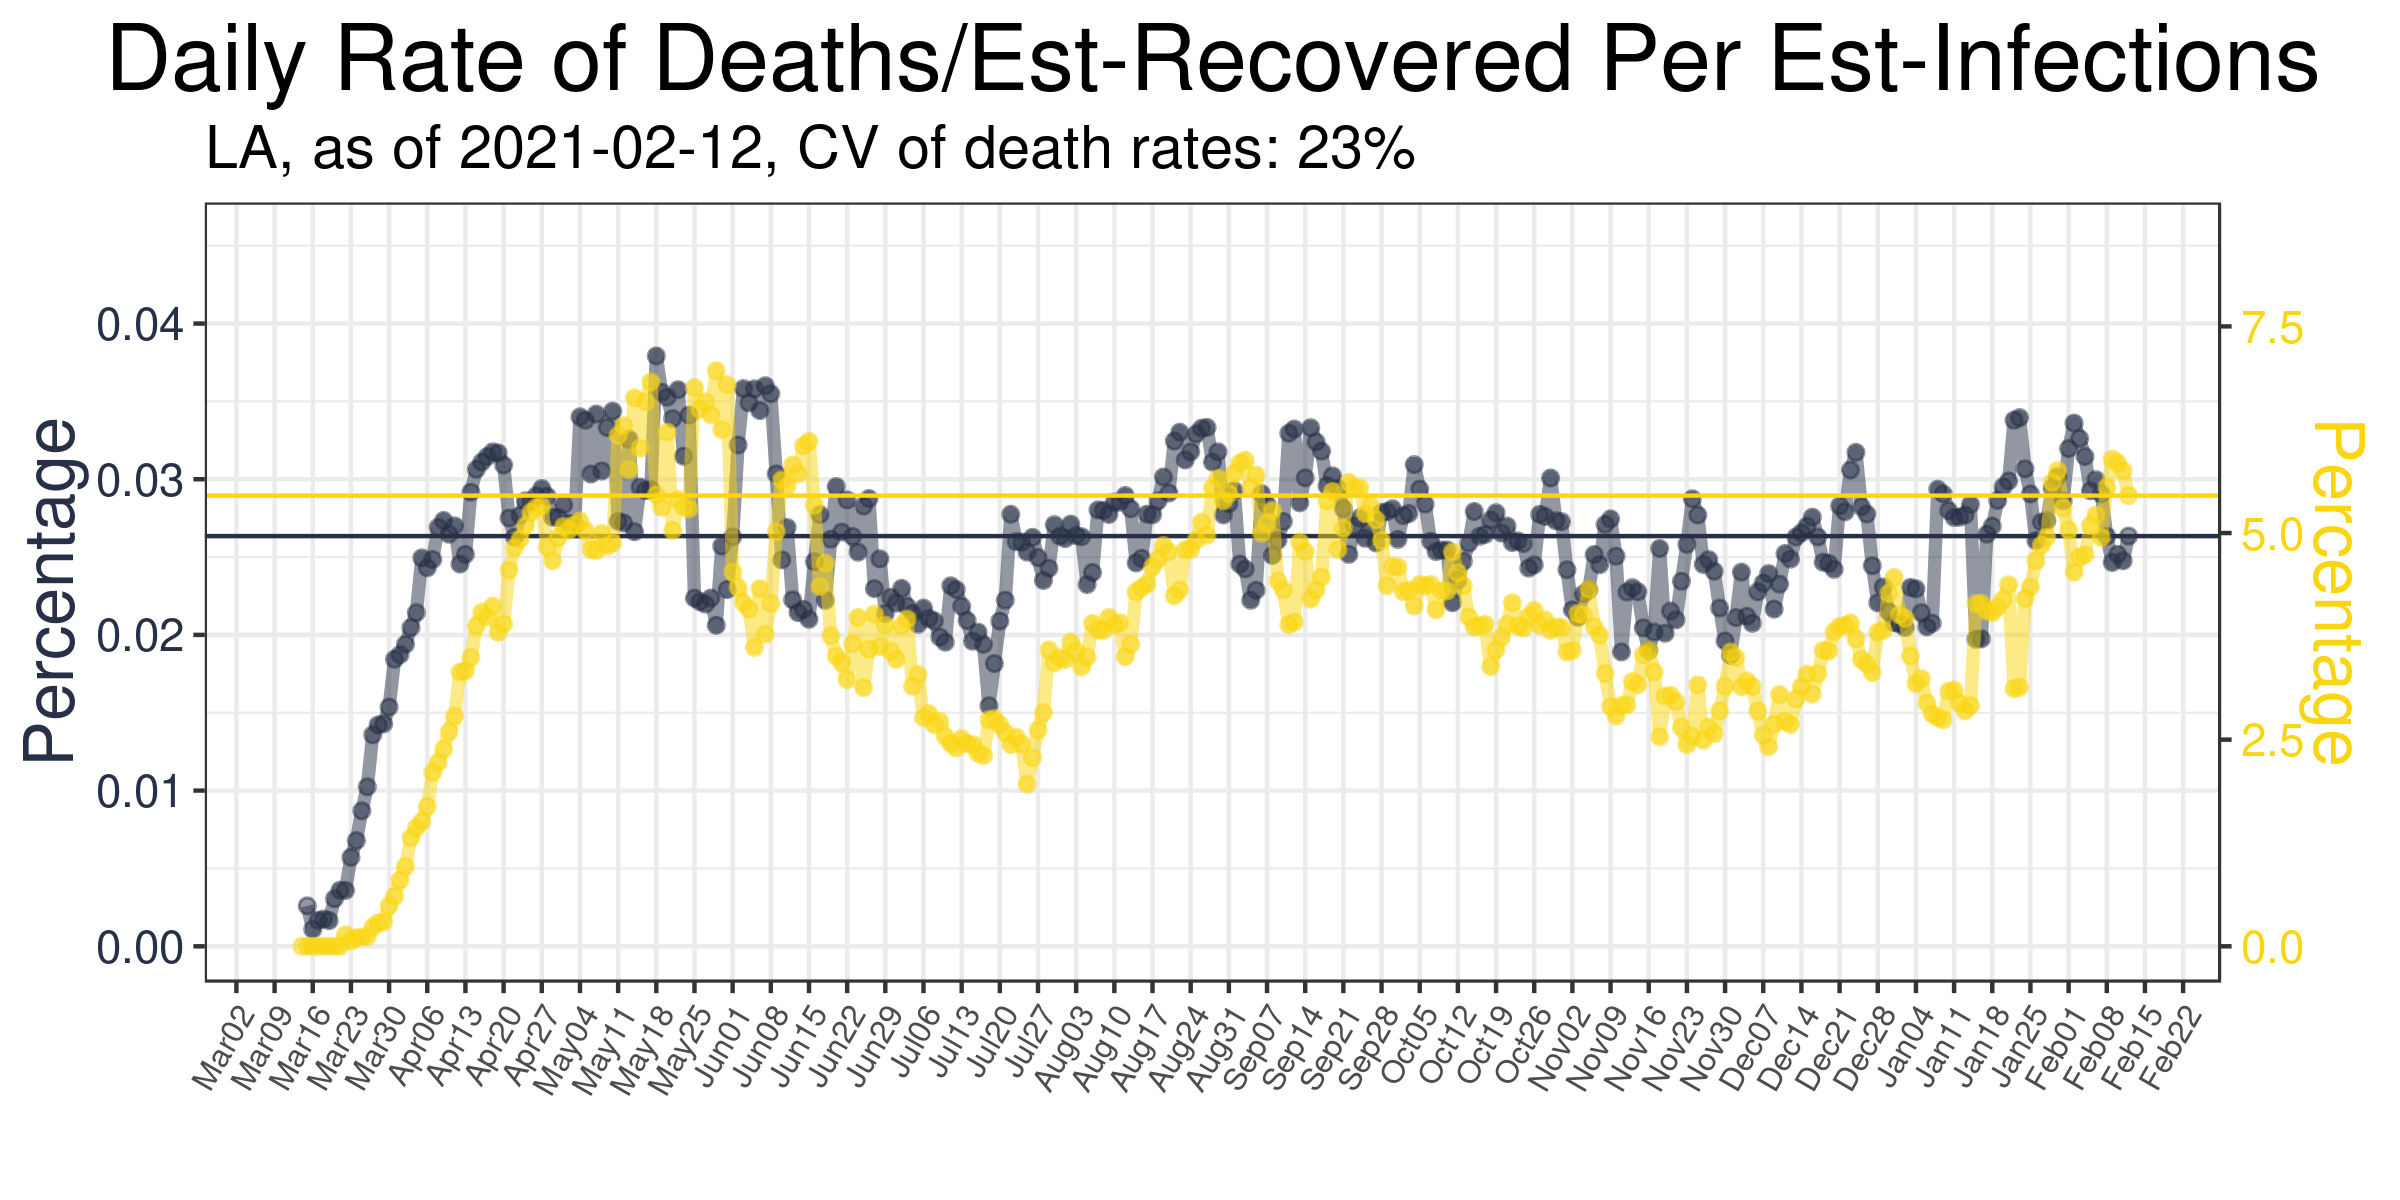 Daily Rate of Deaths/Est-Recovered Per Est-Infections
LA, as of 2021-02-12, CV of death rates: 23%
Percentage
0.04
0.03
0.02
0.01
0.00
7.5
5.0
2.5
0.0
Percentage
Mar02 Mar09 Mar16 Mar23 Mar30 Apr06 Apr13 Apr20 Apr27 May04 May11 May18 May25 Jun01 Jun08 Jun15 Jun22 Jun29 Jul06 Jul13 Jul20 Jul27 Aug03 Aug10 Aug17 Aug24 Aug31 Sep07 Sep14 Sep21 Sep28 Oct05 Oct12 Oct19 Oct26 Nov02 Nov09 Nov16 Nov23 Nov30 Dec07 Dec14 Dec21 Dec28 Jan04 Jan11 Jan18 Jan25 Feb01 Feb08 Feb15 Feb22